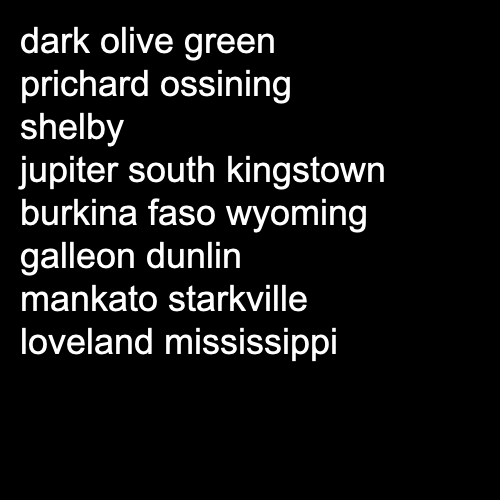 dark olive green
prichard ossining
shelby
jupiter south kingstown
burkina faso wyoming
galleon dunlin
mankato starkville
loveland mississippi